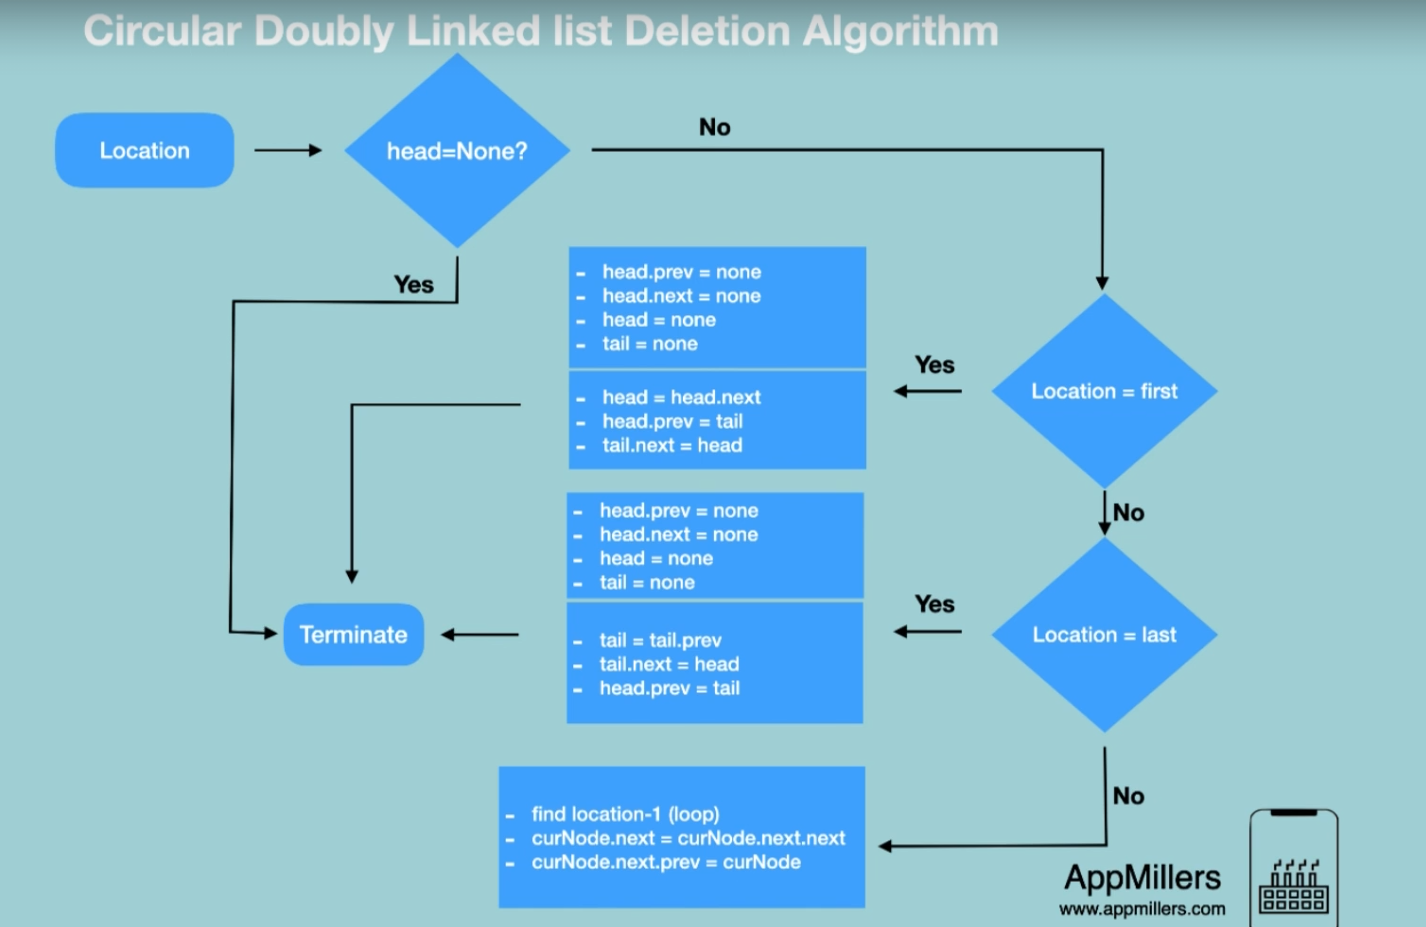 Circular Doubly Linked list Deletion Algorithm
Location
head=None?
No
Yes
- head.prev = none
- head.next = none
- head = none
- tail = none
- head = head.next
- head.prev = tail
- tail.next = head
Yes
Location = first
No
- head.prev = none
- head.next = none
- head = none
- tail = none
- tail = tail.prev
- tail.next = head
- head.prev = tail
Yes
Location = last
Terminate
No
- find location-1 (loop)
- curNode.next = curNode.next.next
- curNode.next.prev = curNode
AppMillers
www.appmillers.com